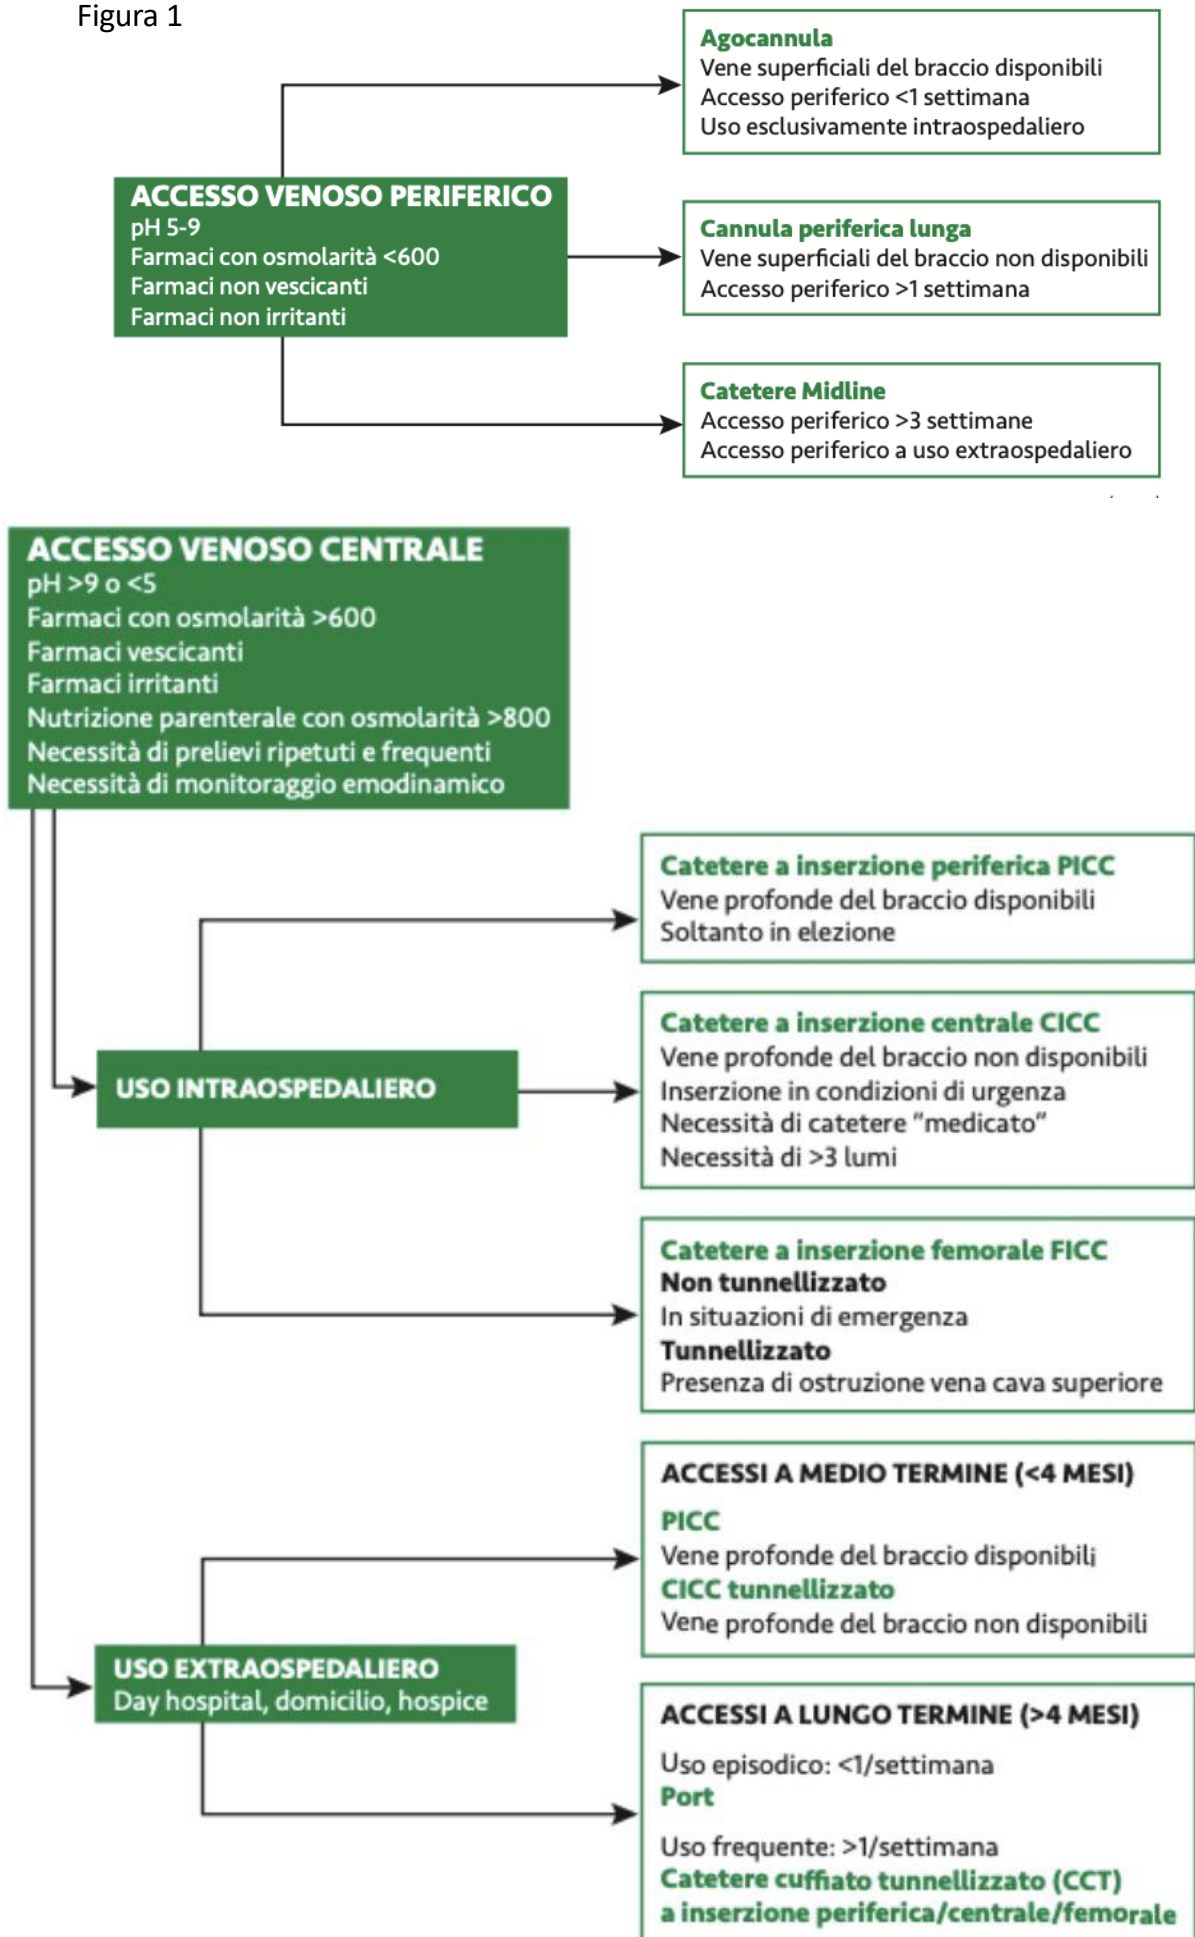 Figura 1
Agocannula
Vene superficiali del braccio disponibili
Accesso periferico <1 settimana
Uso esclusivamente intraospedaliero
ACCESSO VENOSO PERIFERICO
pH 5-9
Farmaci con osmolarità <600
Farmaci non vescicanti
Farmaci non irritanti
Cannula periferica lunga
Vene superficiali del braccio non disponibili
Accesso periferico >1 settimana
Catetere Midline
Accesso periferico >3 settimane
Accesso periferico a uso extraospedaliero
ACCESSO VENOSO CENTRALE
pH >9 o <5
Farmaci con osmolarità >600
Farmaci vescicanti
Farmaci irritanti
Nutrizione parenterale con osmolarità >800
Necessità di prelievi ripetuti e frequenti
Necessità di monitoraggio emodinamico
Catetere a inserzione periferica PICC
Vene profonde del braccio disponibili
Soltanto in elezione
USO INTRAOSPEDALIERO
Catetere a inserzione centrale CICC
Vene profonde del braccio non disponibili
Inserzione in condizioni di urgenza
Necessità di catetere "medicato"
Necessità di >3 lumi
Catetere a inserzione femorale FICC
Non tunnellizzato
In situazioni di emergenza
Tunnellizzato
Presenza di ostruzione vena cava superiore
USO EXTRAOSPEDALIERO
Day hospital, domicilio, hospice
ACCESSI A MEDIO TERMINE (<4 MESI)
PICC
Vene profonde del braccio disponibili
CICC tunnellizzato
Vene profonde del braccio non disponibili
ACCESSI A LUNGO TERMINE (>4 MESI)
Uso episodico: <1/settimana
Port
Uso frequente: >1/settimana
Catetere cuffiato tunnellizzato (CCT)
a inserzione periferica/centrale/femorale